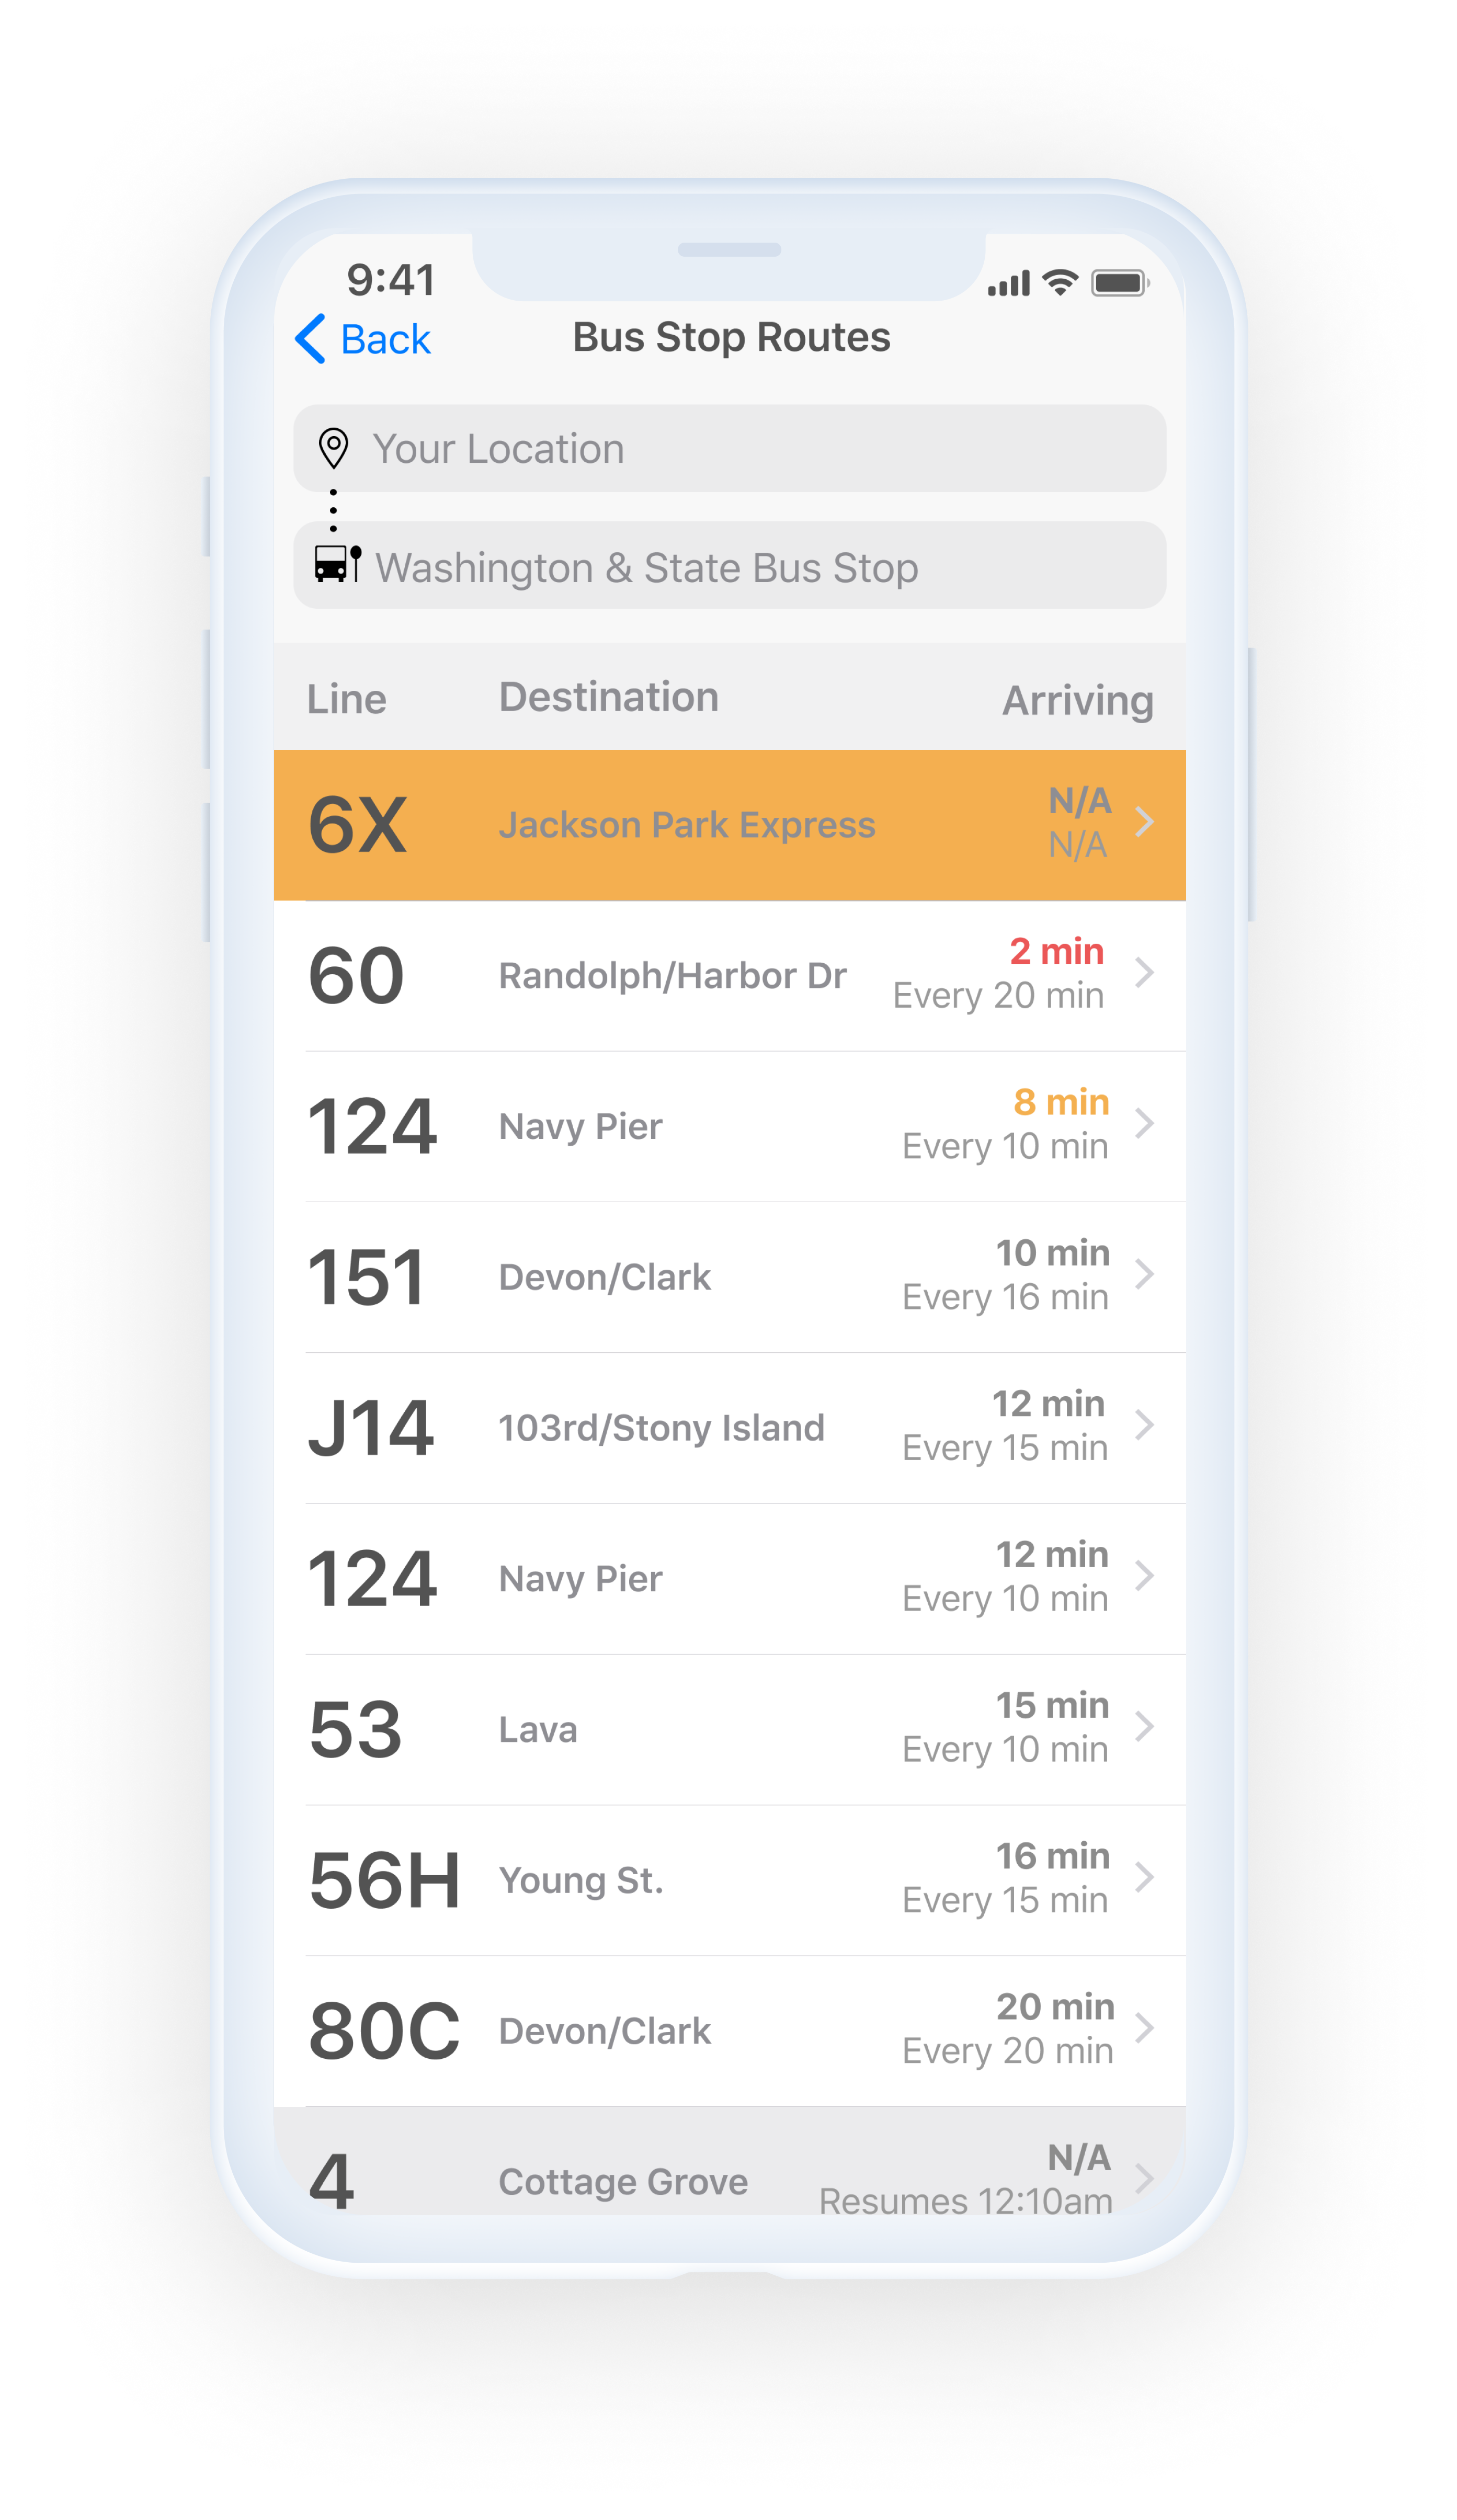 9:41
Back Bus Stop Routes
Your Location
Washington & State Bus Stop
Line Destination Arriving
6X Jackson Park Express N/A
N/A
60 Randolph/Harbor Dr 2 min
Every 20 min
124 Navy Pier 8 min
Every 10 min
151 Devon/Clark 10 min
Every 16 min
J14 103rd/Stony Island 12 min
Every 15 min
124 Navy Pier 12 min
Every 10 min
53 Lava 15 min
Every 10 min
56H Young St. 16 min
Every 15 min
80C Devon/Clark 20 min
Every 20 min
4 Cottage Grove N/A
Resumes 12:10am